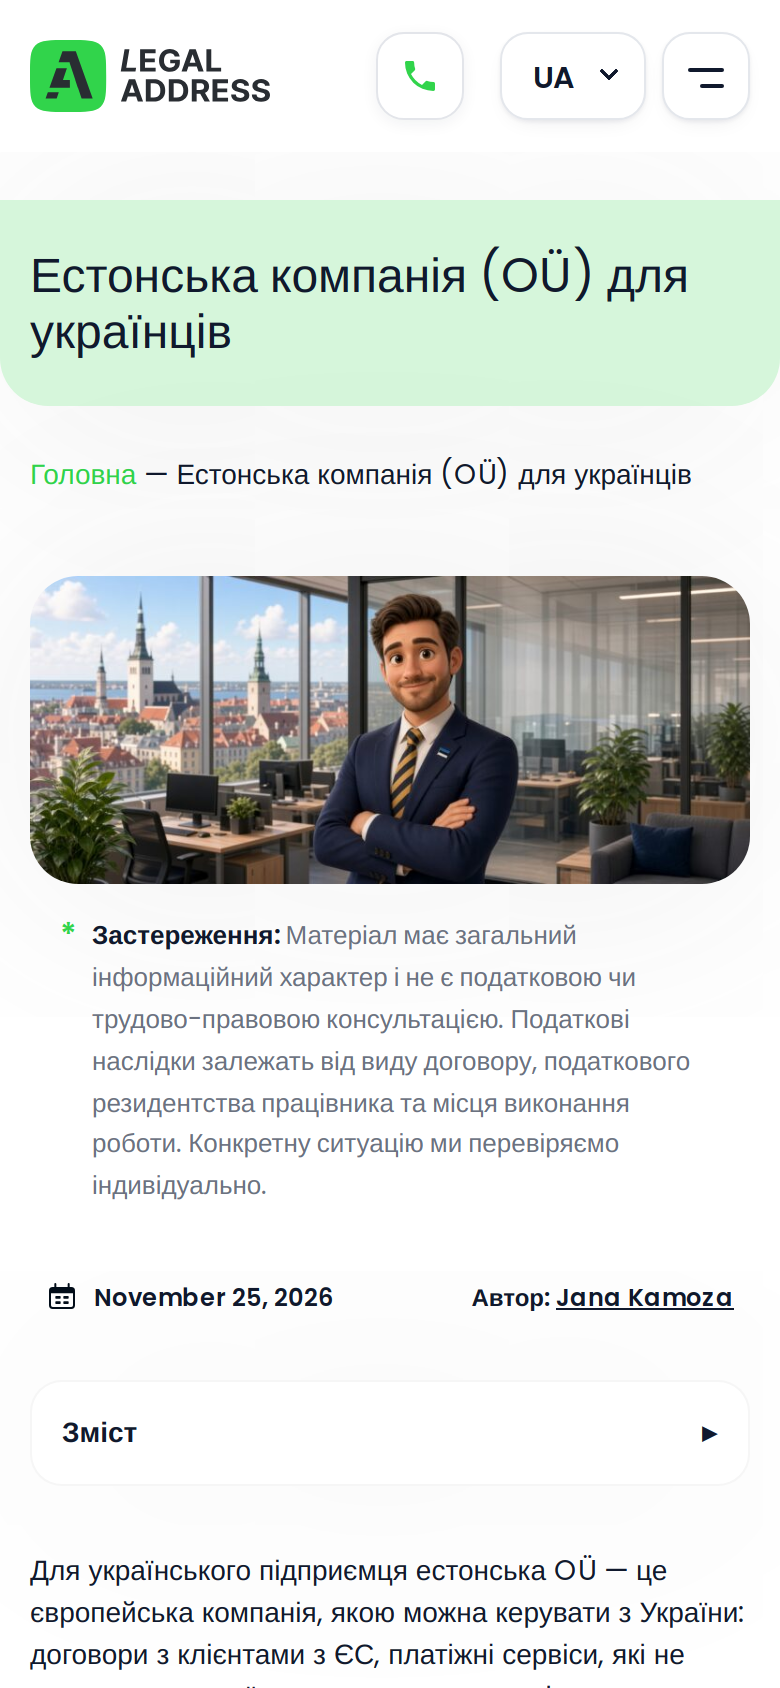 LEGAL
ADDRESS
UA
Естонська компанія (OÜ) для
українців
Головна — Естонська компанія (OÜ) для українців
* Застереження: Матеріал має загальний
інформаційний характер і не є податковою чи
трудово-правовою консультацією. Податкові
наслідки залежать від виду договору, податкового
резидентства працівника та місця виконання
роботи. Конкретну ситуацію ми перевіряємо
індивідуально.
November 25, 2026
Автор: Jana Kamoza
Зміст
Для українського підприємця естонська OÜ — це
європейська компанія, якою можна керувати з України:
договори з клієнтами з ЄС, платіжні сервіси, які не